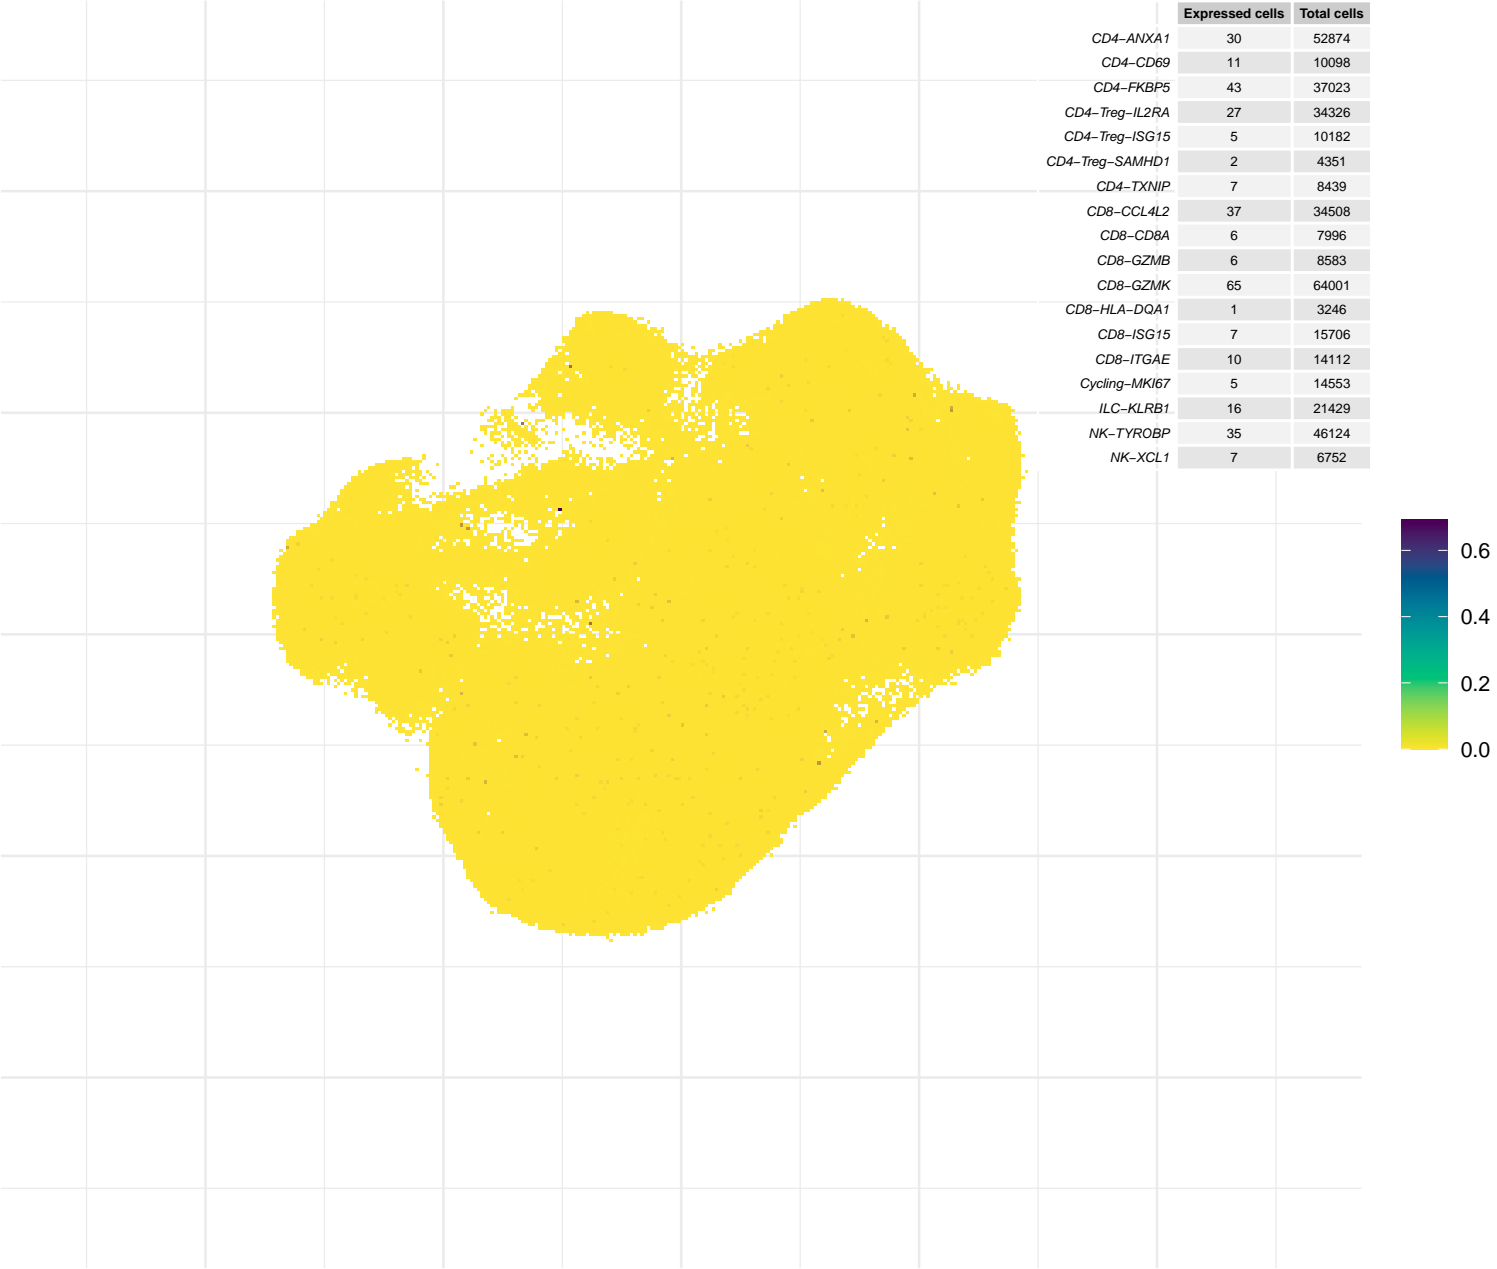 Expressed cells Total cells
CD4−ANXA1 30 52874
CD4−CD69 11 10098
CD4−FKBP5 43 37023
CD4−Treg−IL2RA 27 34326
CD4−Treg−ISG15 5 10182
CD4−Treg−SAMHD1 2 4351
CD4−TXNIP 7 8439
CD8−CCL4L2 37 34508
CD8−CD8A 6 7996
CD8−GZMB 6 8583
CD8−GZMK 65 64001
CD8−HLA−DQA1 1 3246
CD8−ISG15 7 15706
CD8−ITGAE 10 14112
Cycling−MKI67 5 14553
ILC−KLRB1 16 21429
NK−TYROBP 35 46124
NK−XCL1 7 6752
0.6
0.4
0.2
0.0